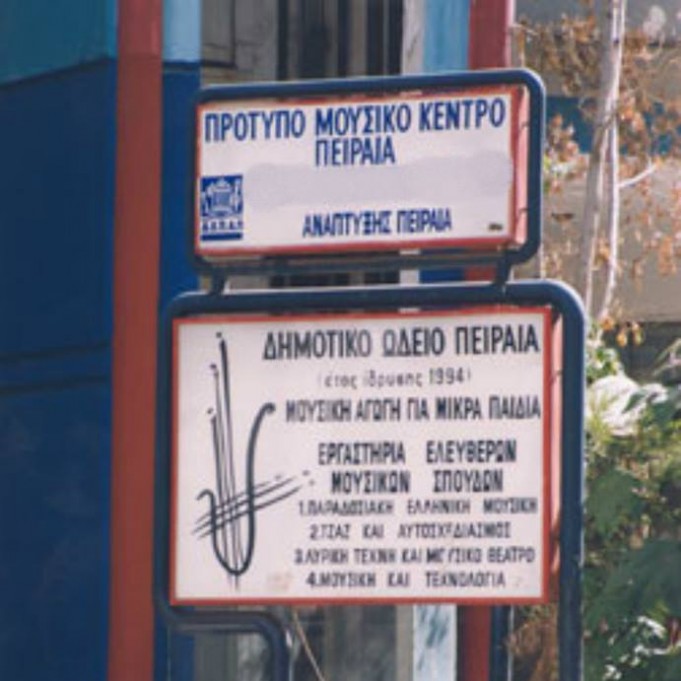 ΠΡΟΤΥΠΟ ΜΟΥΣΙΚΟ ΚΕΝΤΡΟ
ΠΕΙΡΑΙΑ
ΑΝΑΠΤΥΞΗΣ ΠΕΙΡΑΙΑ
ΔΗΜΟΤΙΚΟ ΩΔΕΙΟ ΠΕΙΡΑΙΑ
(έτος ίδρυσης 1994)
ΜΟΥΣΙΚΗ ΑΓΩΓΗ ΓΙΑ ΜΙΚΡΑ ΠΑΙΔΙΑ
ΕΡΓΑΣΤΗΡΙΑ ΕΛΕΥΘΕΡΩΝ
ΜΟΥΣΙΚΩΝ ΣΠΟΥΔΩΝ
1.ΠΑΡΑΔΟΣΙΑΚΗ ΕΛΛΗΝΙΚΗ ΜΟΥΣΙΚΗ
2.ΤΖΑΖ ΚΑΙ ΑΥΤΟΣΧΕΔΙΑΣΜΟΣ
3.ΛΥΡΙΚΗ ΤΕΧΝΗ ΚΑΙ ΜΟΥΣΙΚΟ ΘΕΑΤΡΟ
4.ΜΟΥΣΙΚΗ ΚΑΙ ΤΕΧΝΟΛΟΓΙΑ